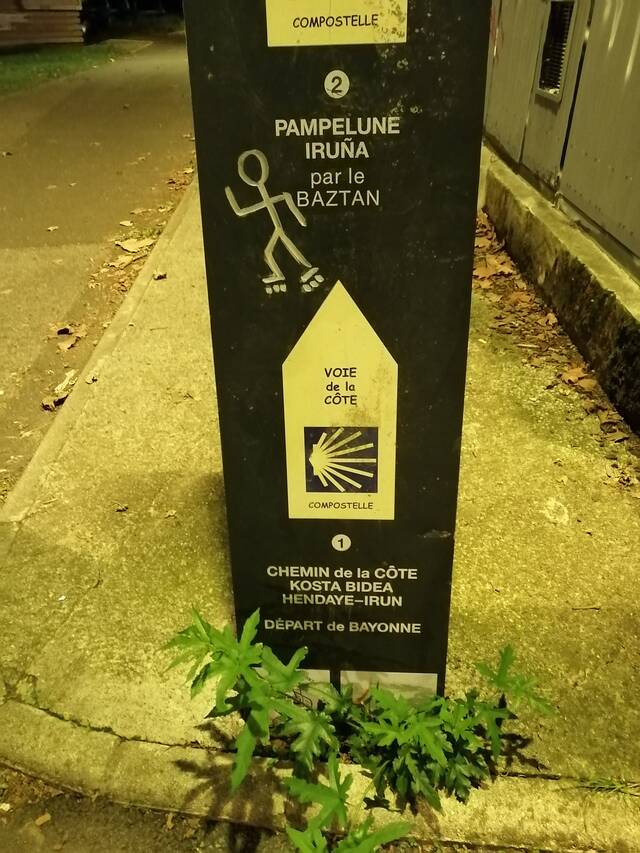 COMPOSTELLE
2
PAMPELUNE
IRUÑA
par le
BAZTAN
VOIE
de la
CÔTE
COMPOSTELLE
1
CHEMIN de la CÔTE
KOSTA BIDEA
HENDAYE–IRUN
DÉPART de BAYONNE